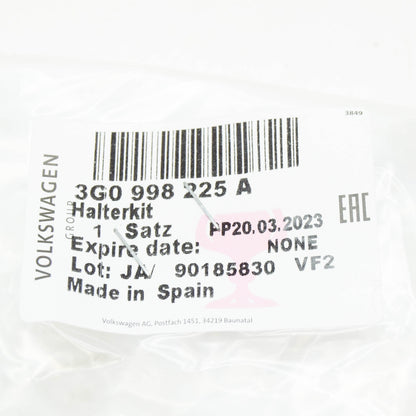 3849
VOLKSWAGEN
GROUP
3G0 998 225 A
Halterkit
1 Satz PP20.03.2023
Expire date: NONE
Lot: JA/ 90185830 VF2
Made in Spain
EAC
Volkswagen AG, Postfach 1451, 34219 Baunatal